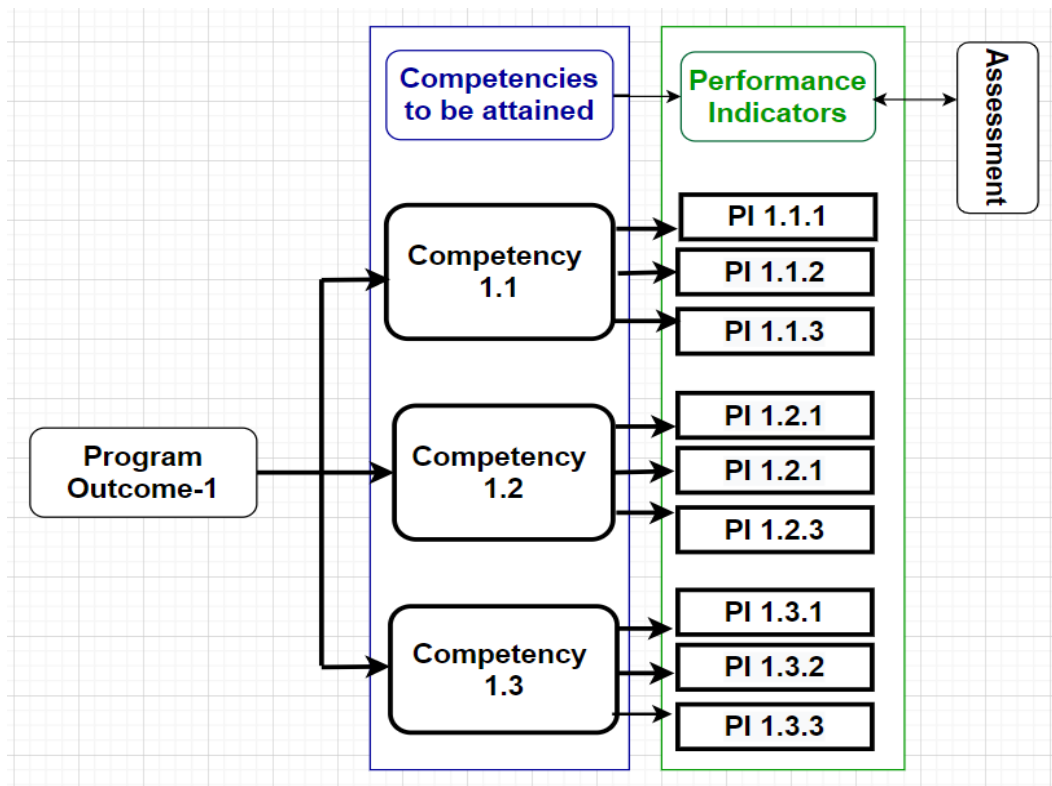 Competencies
to be attained
Performance
Indicators
Assessment
Program
Outcome-1
Competency
1.1
PI 1.1.1
PI 1.1.2
PI 1.1.3
Competency
1.2
PI 1.2.1
PI 1.2.1
PI 1.2.3
Competency
1.3
PI 1.3.1
PI 1.3.2
PI 1.3.3